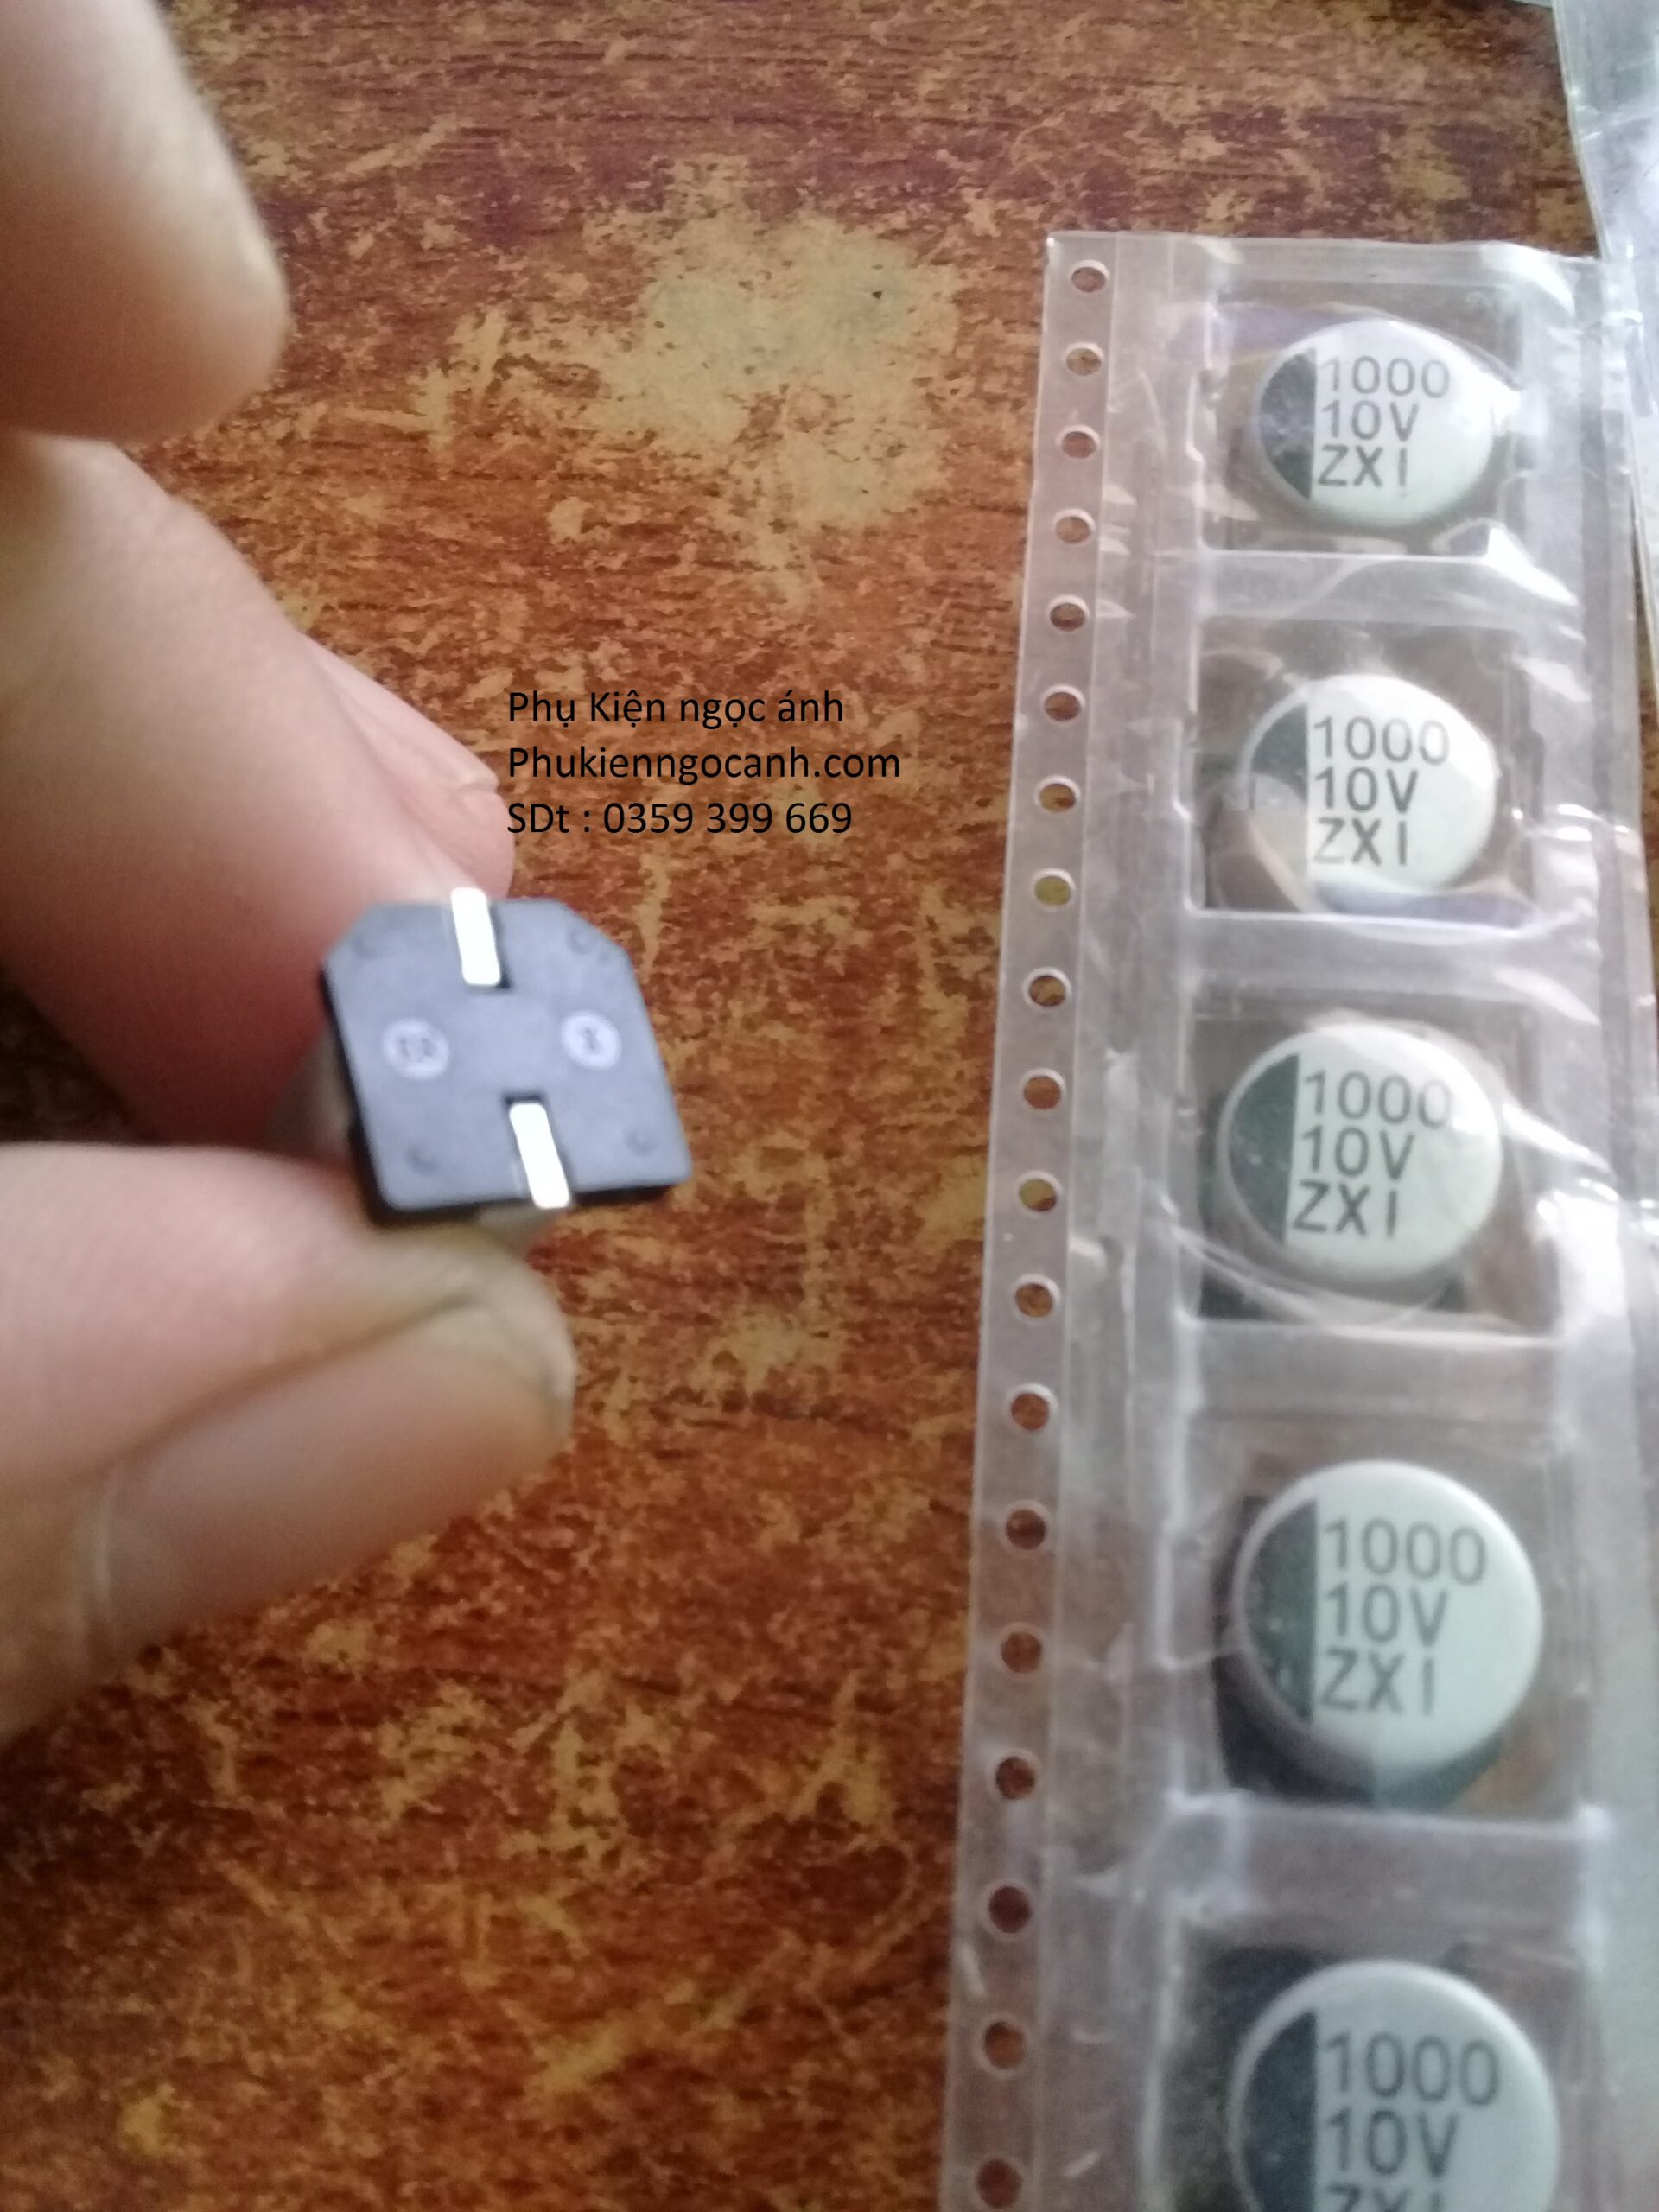 Phụ Kiện ngọc ánh
Phukienngocanh.com
SDt : 0359 399 669
1000
10V
ZXI
1000
10V
ZXI
1000
10V
ZXI
1000
10V
ZXI
1000
10V